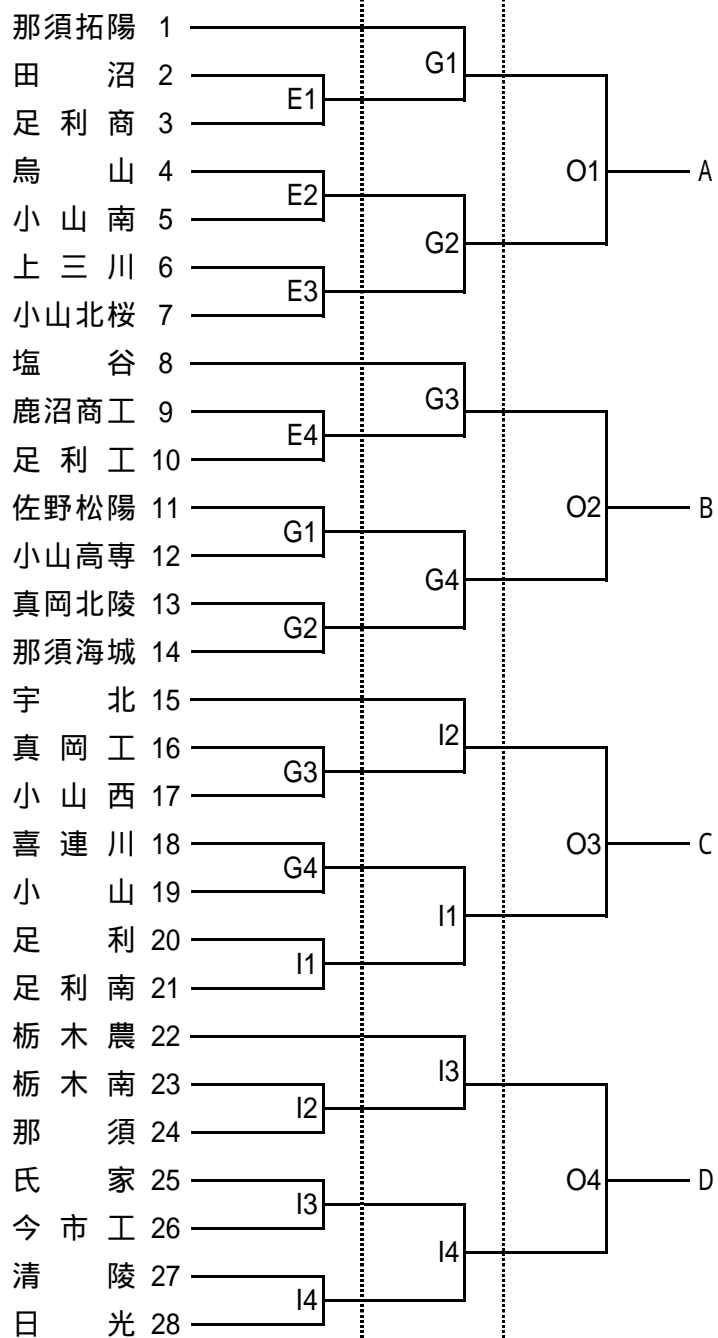 那須拓陽 1
田沼 2
足利商 3
烏山 4
小山南 5
上三川 6
小山北桜 7
塩谷 8
鹿沼商工 9
足利工 10
佐野松陽 11
小山高専 12
真岡北陵 13
那須海城 14
宇北 15
真岡工 16
小山西 17
喜連川 18
小山 19
足利 20
足利南 21
栃木農 22
栃木南 23
那須 24
氏家 25
今市工 26
清陵 27
日光 28
E1
E2
E3
E4
G1
G2
G3
G4
I1
I2
I3
I4
G1
G2
G3
G4
I2
I1
I3
I4
O1
O2
O3
O4
A
B
C
D